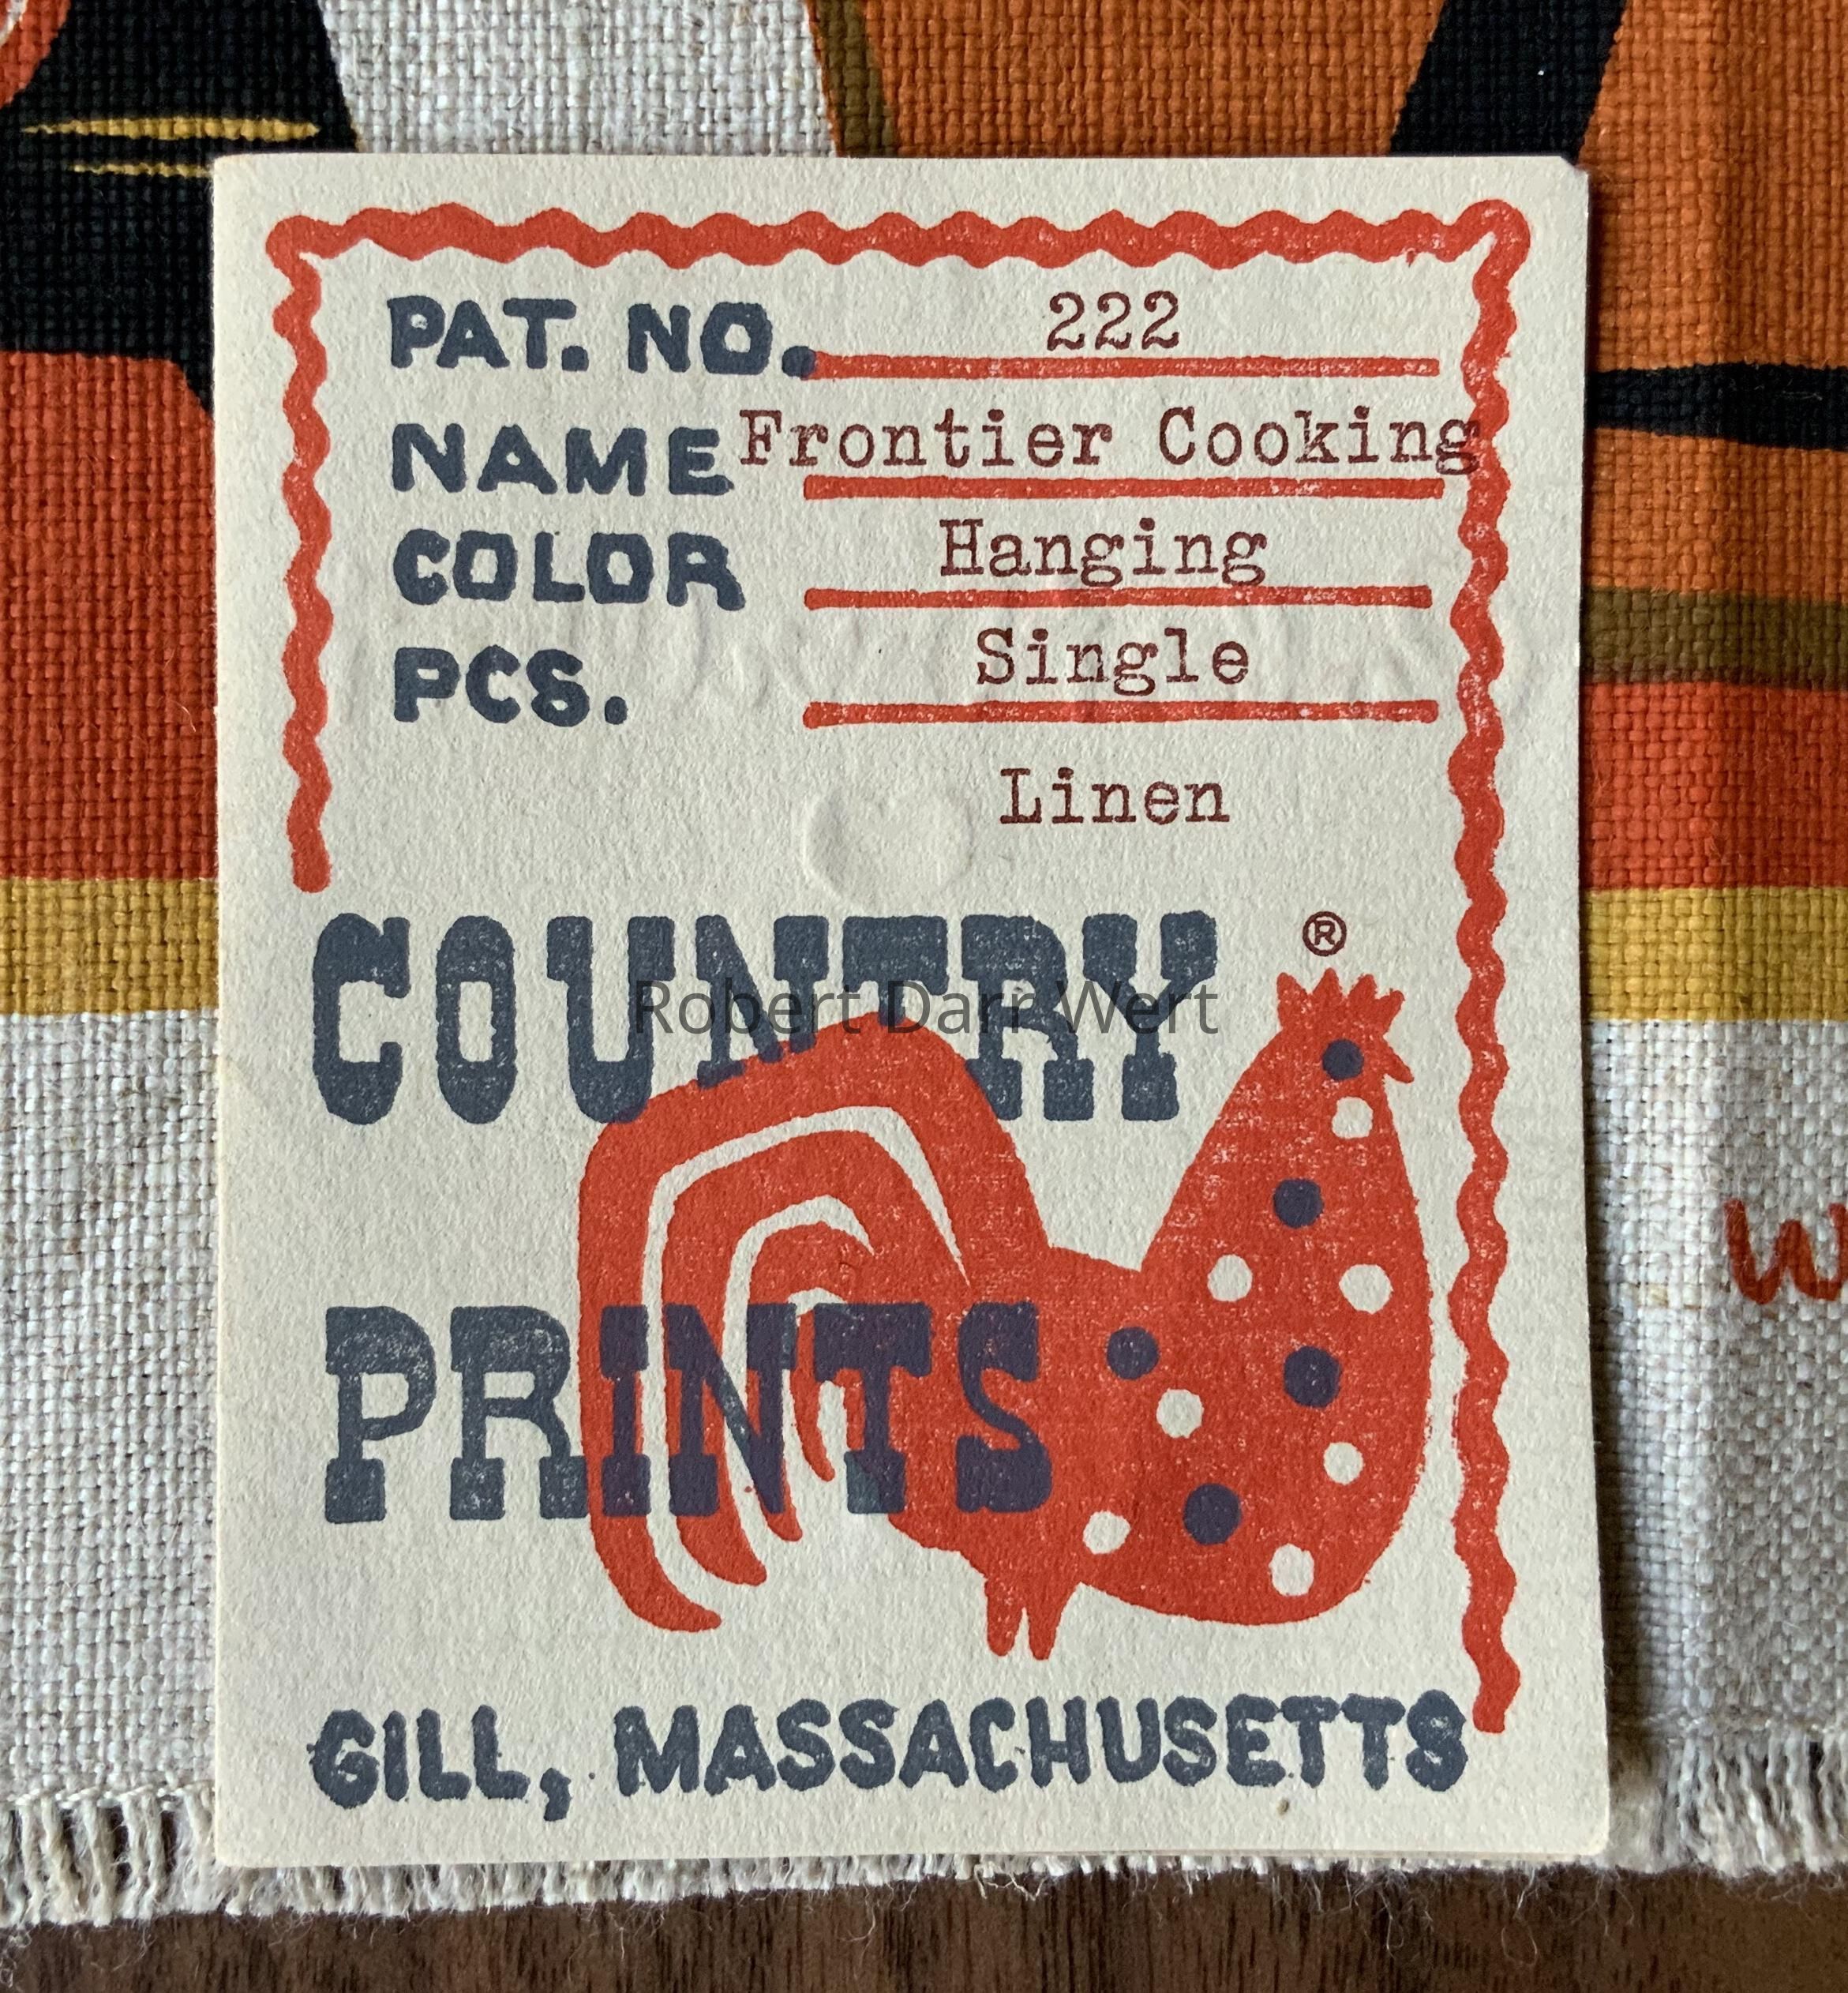 PAT. NO. 222
NAME Frontier Cooking
COLOR Hanging
PCS. Single
Linen
COUNTRY ®
Robert Darr Wert
PRINTS
GILL, MASSACHUSETTS